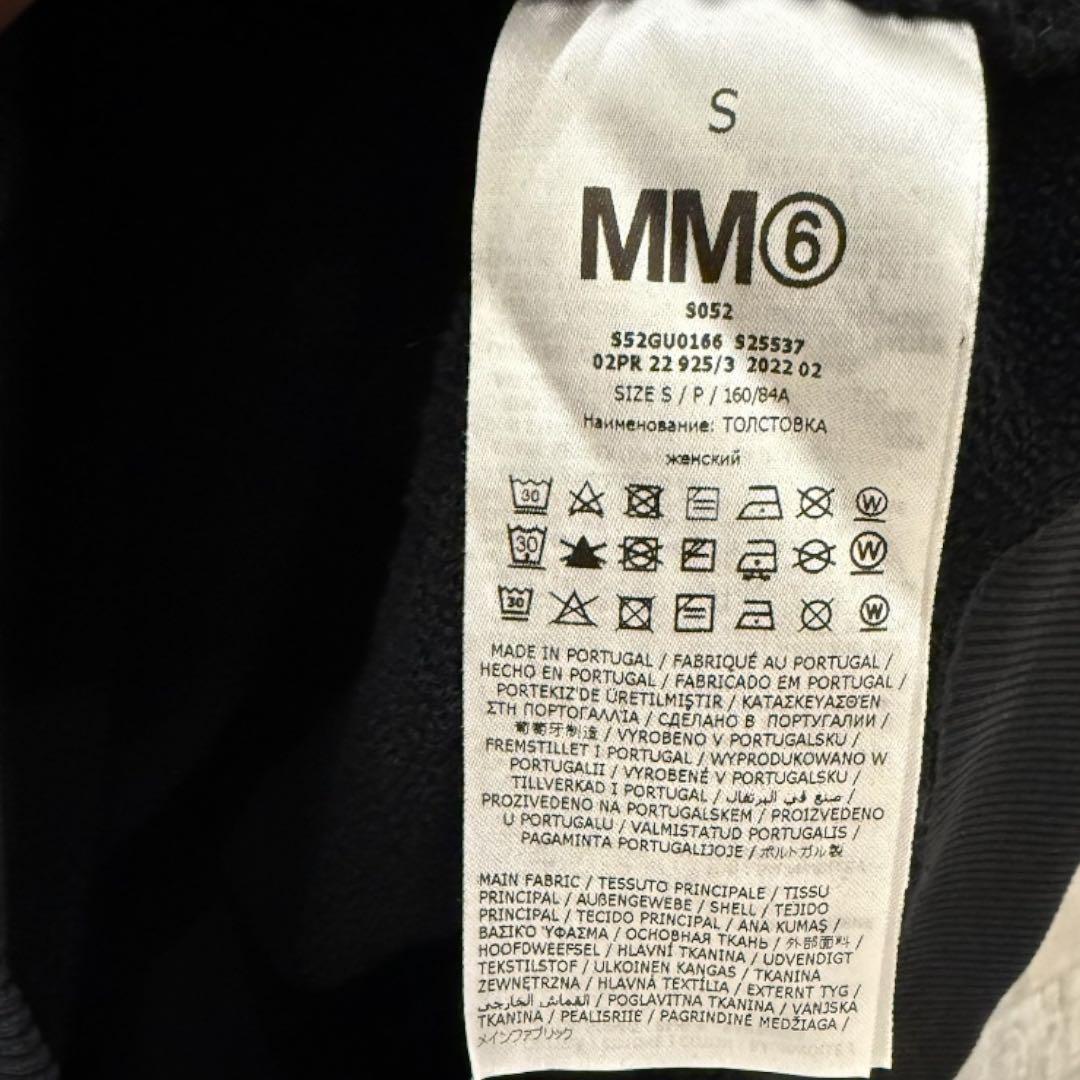 S
MM⑥
S052
S52GU0166 S25537
02PR 22 925/3 2022 02
SIZE S / P / 160/84A
Наименование: ТОЛСТОВКА
женский
30 W
30 W
30 W
MADE IN PORTUGAL / FABRIQUÉ AU PORTUGAL /
HECHO EN PORTUGAL / FABRICADO EM PORTUGAL /
PORTEKIZ'DE ÜRETILMIŞTIR / ΚΑΤΑΣΚΕΥΑΣΘΈΝ
ΣΤΗ ΠΟΡΤΟΓΑΛΛΊΑ / СДЕЛАНО В ПОРТУГАЛИИ /
葡萄牙制造 / VYROBENO V PORTUGALSKU /
FREMSTILLET I PORTUGAL / WYPRODUKOWANO W
PORTUGALII / VYROBENÉ V PORTUGALSKU /
TILLVERKAD I PORTUGAL / صنع في البرتغال /
PROZIVEDENO NA PORTUGALSKEM / PROIZVEDENO
U PORTUGALU / VALMISTATUD PORTUGALIS /
PAGAMINTA PORTUGALIJOJE / ポルトガル製
MAIN FABRIC / TESSUTO PRINCIPALE / TISSU
PRINCIPAL / AUßENGEWEBE / SHELL / TEJIDO
PRINCIPAL / TECIDO PRINCIPAL / ANA KUMAŞ /
ΒΑΣΙΚΌ ΎΦΑΣΜΑ / ОСНОВНАЯ ТКАНЬ / 外部面料 /
HOOFDWEEFSEL / HLAVNÍ TKANINA / UDVENDIGT
TEKSTILSTOF / ULKOINEN KANGAS / TKANINA
ZEWNĘTRZNA / HLAVNÁ TEXTÍLIA / EXTERNT TYG /
القماش الخارجي / POGLAVITNA TKANINA / VANJSKA
TKANINA / PEALISRIIE / PAGRINDINĖ MEDŽIAGA /
メインファブリック